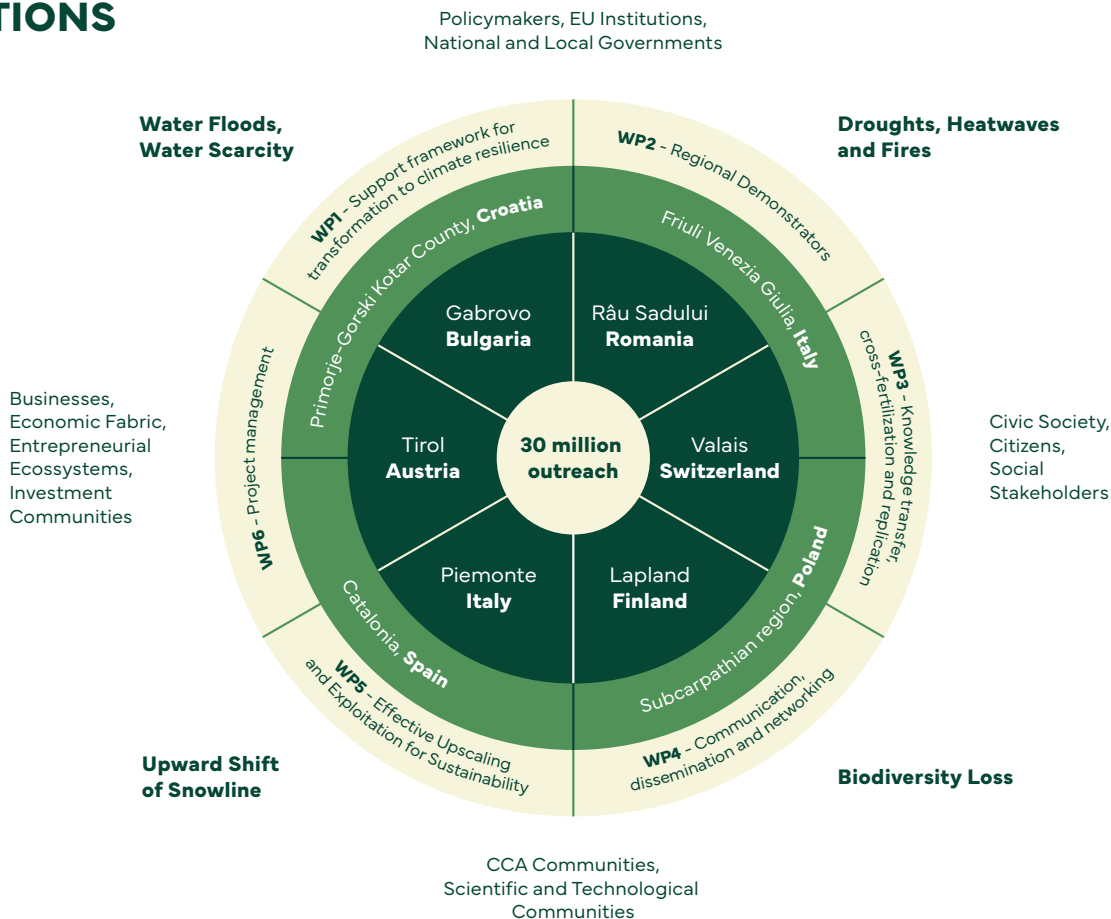 TIONS
Policymakers, EU Institutions,
National and Local Governments
Water Floods,
Water Scarcity
Droughts, Heatwaves
and Fires
WP1 - Support framework for
transformation to climate resilience
WP2 - Regional Demonstrators
Primorje-Gorski Kotar County, Croatia
Friuli Venezia Giulia, Italy
Gabrovo
Bulgaria
Râu Sadului
Romania
WP6 - Project management
WP3 - Knowledge transfer,
cross-fertilization and replication
Businesses,
Economic Fabric,
Entrepreneurial
Ecossystems,
Investment
Communities
Tirol
Austria
30 million
outreach
Valais
Switzerland
Civic Society,
Citizens,
Social
Stakeholders
Piemonte
Italy
Lapland
Finland
Catalonia, Spain
Subcarpathian region, Poland
WP5 - Effective Upscaling
and Exploitation for Sustainability
WP4 - Communication,
dissemination and networking
Upward Shift
of Snowline
Biodiversity Loss
CCA Communities,
Scientific and Technological
Communities